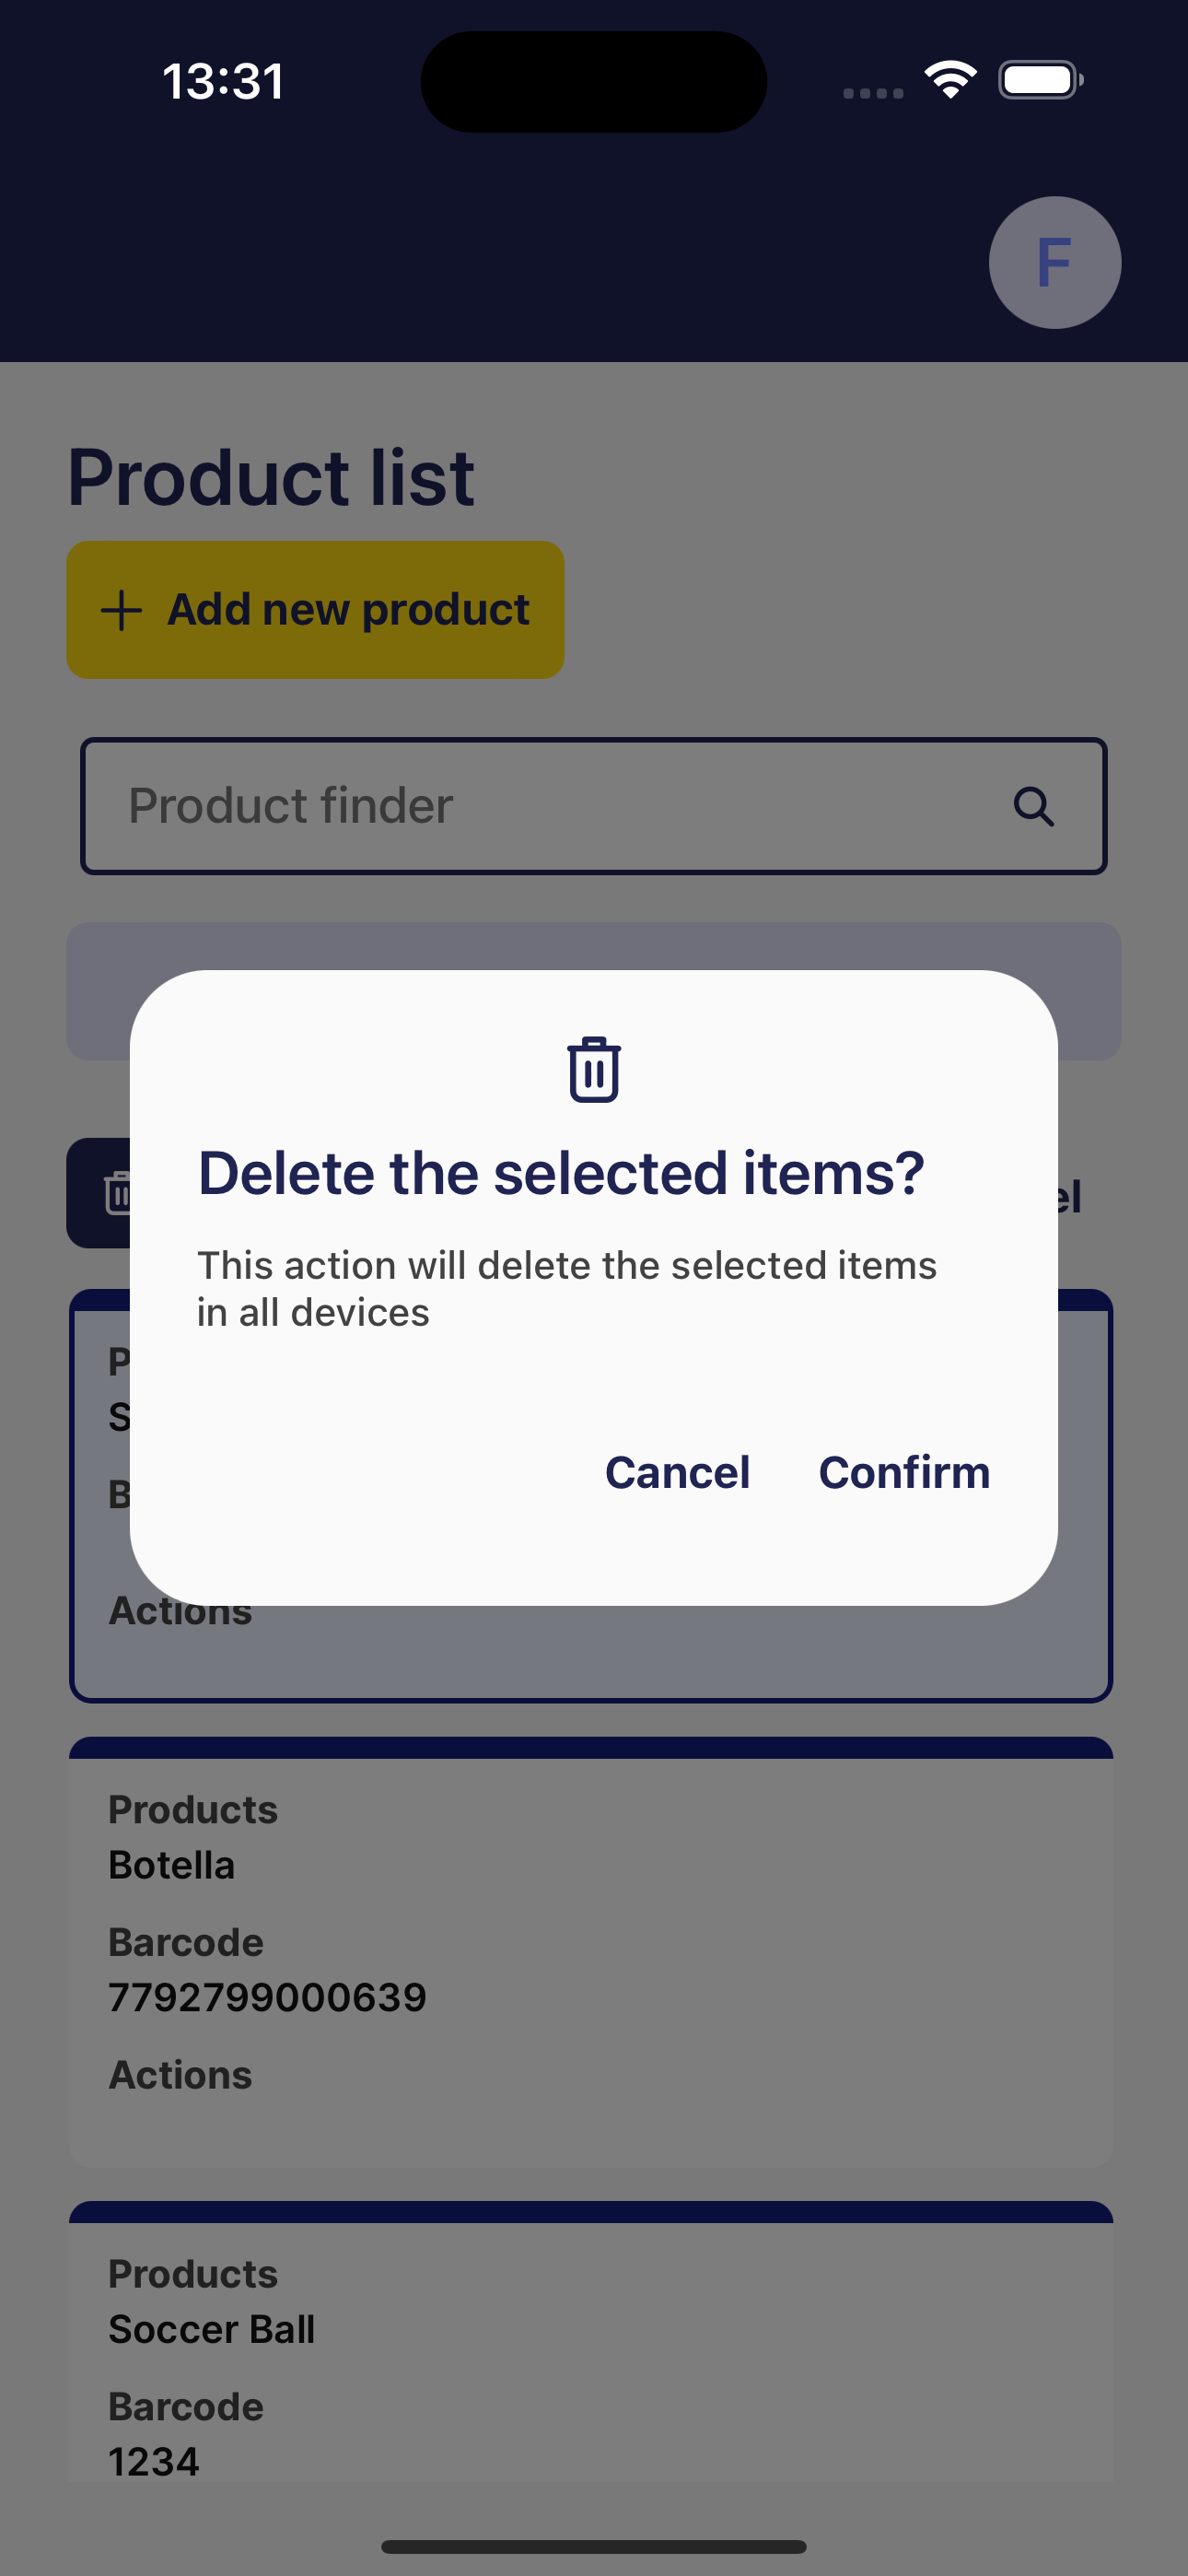 13:31
F
Product list
Add new product
Product finder
Delete the selected items?
This action will delete the selected items
in all devices
Cancel
Confirm
Actions
Products
Botella
Barcode
7792799000639
Actions
Products
Soccer Ball
Barcode
1234